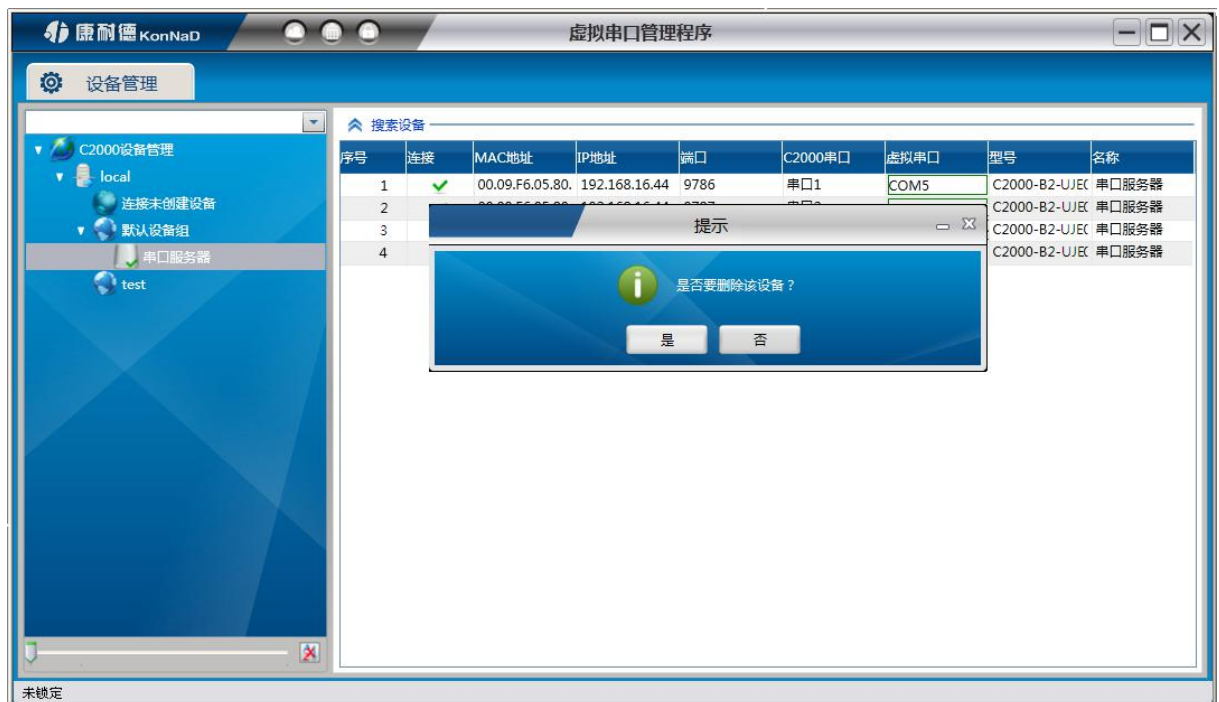 康耐德 KonNaD
虚拟串口管理程序
设备管理
搜索设备
C2000设备管理
local
连接未创建设备
默认设备组
串口服务器
test
序号 连接 MAC地址 IP地址 端口 C2000串口 虚拟串口 型号 名称
1 00.09.F6.05.80. 192.168.16.44 9786 串口1 COM5 C2000-B2-UJE 串口服务器
2 C2000-B2-UJE 串口服务器
3 C2000-B2-UJE 串口服务器
4 C2000-B2-UJE 串口服务器
提示
是否要删除该设备？
是 否
未锁定